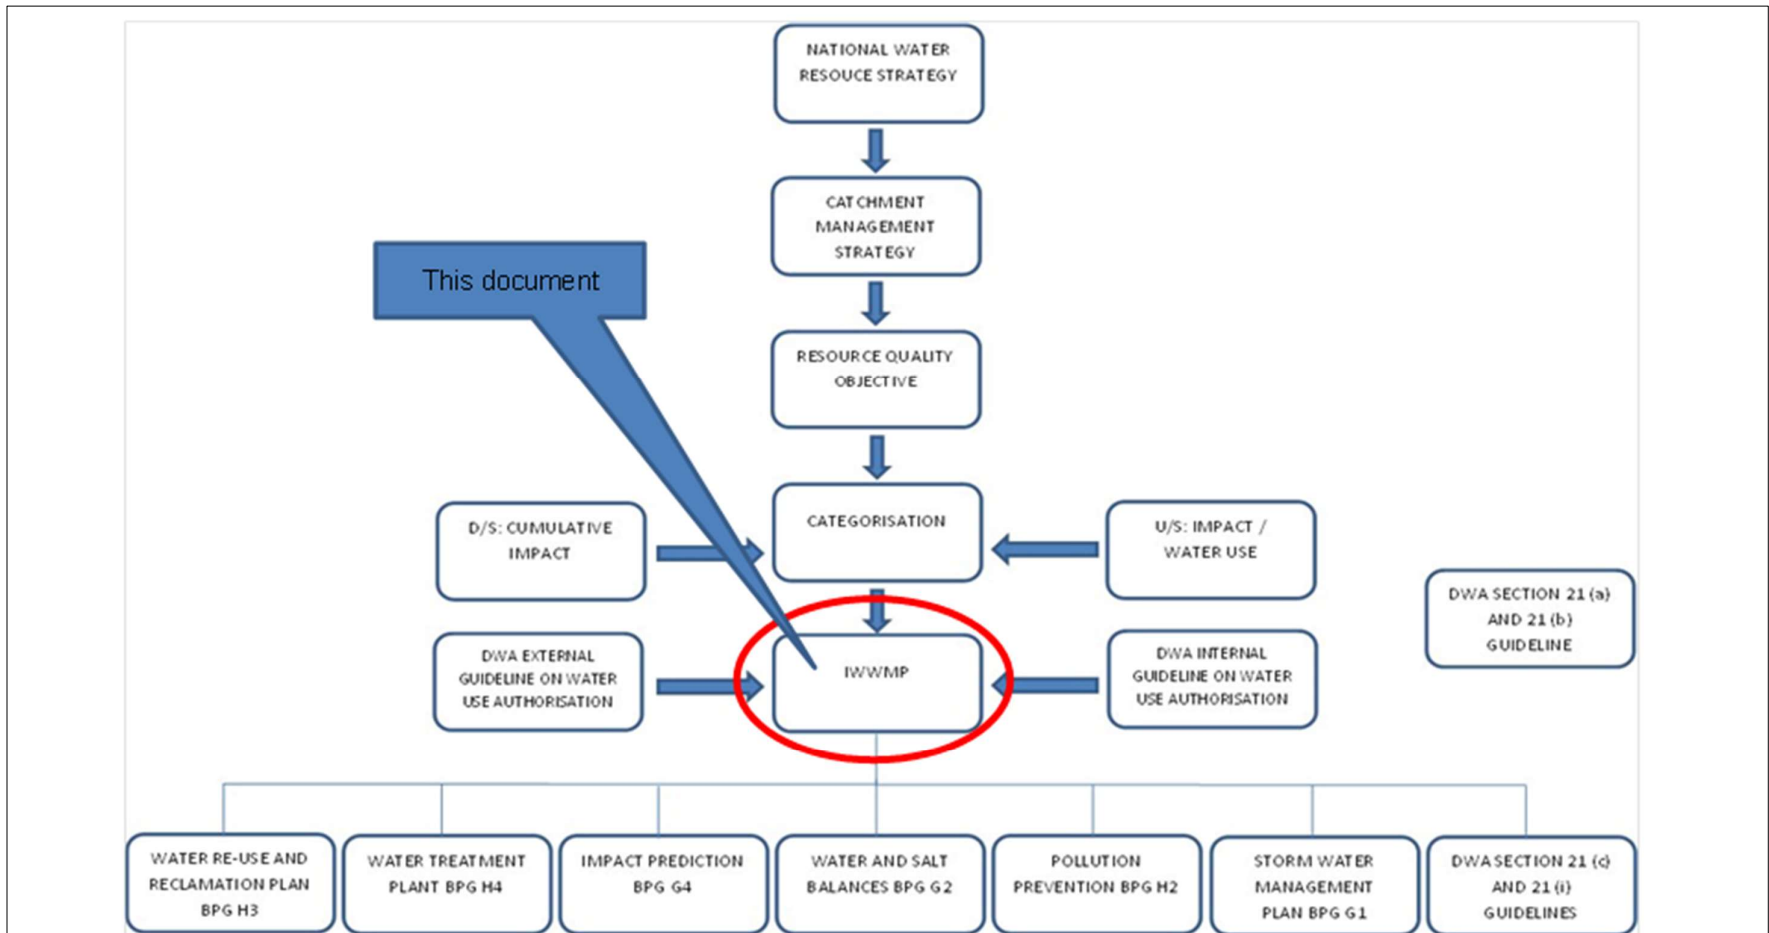 NATIONAL WATER
RESOUCE STRATEGY
CATCHMENT
MANAGEMENT
STRATEGY
This document
RESOURCE QUALITY
OBJECTIVE
CATEGORISATION
D/S: CUMULATIVE
IMPACT
U/S: IMPACT /
WATER USE
DWA SECTION 21 (a)
AND 21 (b)
GUIDELINE
DWA EXTERNAL
GUIDELINE ON WATER
USE AUTHORISATION
IWWMP
DWA INTERNAL
GUIDELINE ON WATER
USE AUTHORISATION
WATER RE-USE AND
RECLAMATION PLAN
BPG H3
WATER TREATMENT
PLANT BPG H4
IMPACT PREDICTION
BPG G4
WATER AND SALT
BALANCES BPG G2
POLLUTION
PREVENTION BPG H2
STORM WATER
MANAGEMENT
PLAN BPG G1
DWA SECTION 21 (c)
AND 21 (i)
GUIDELINES